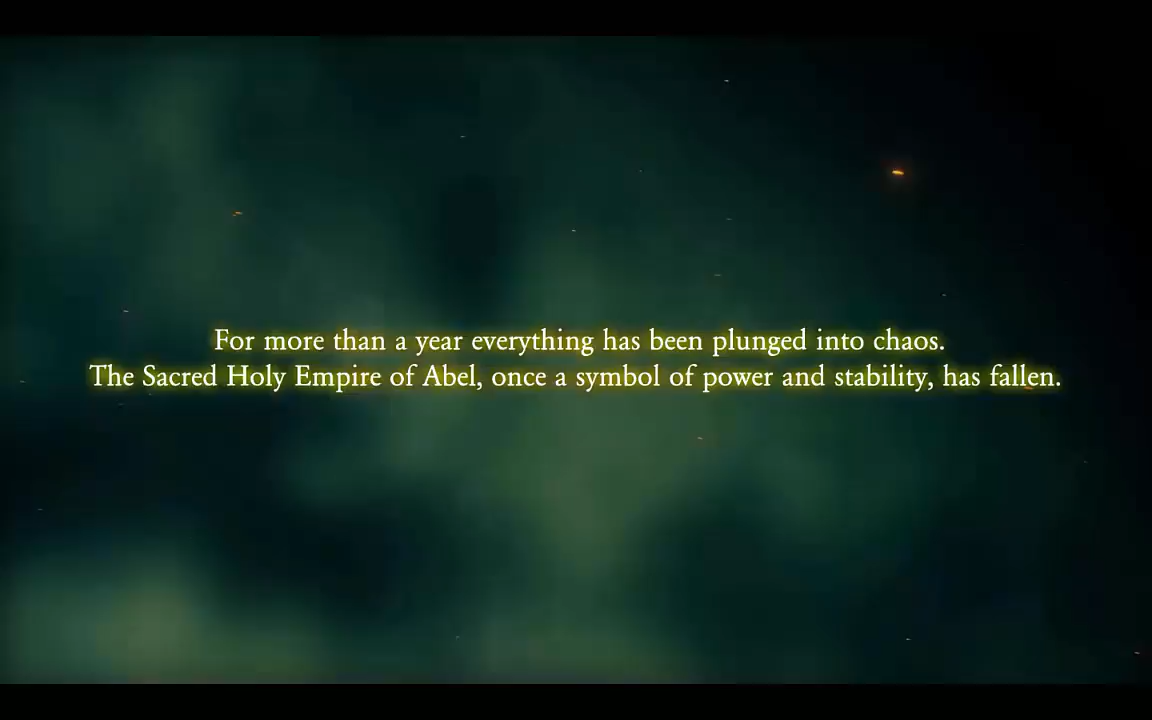 For more than a year everything has been plunged into chaos.
The Sacred Holy Empire of Abel, once a symbol of power and stability, has fallen.